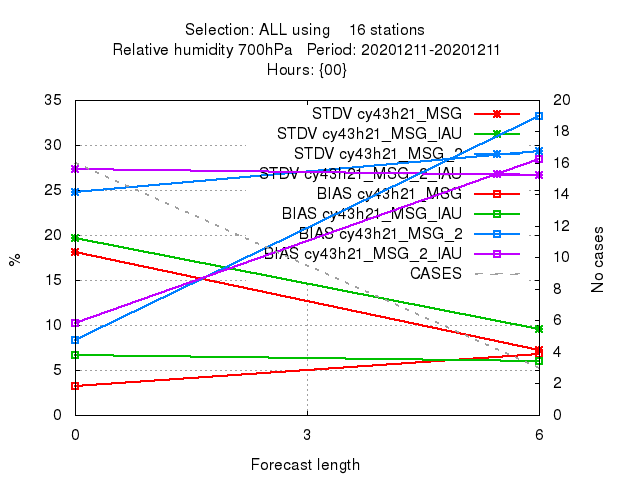 Selection: ALL using    16 stations
Relative humidity 700hPa   Period: 20201211-20201211
Hours: {00}
35
30
25
20
15
10
5
0
%
STDV cy43h21_MSG
STDV cy43h21_MSG_IAU
STDV cy43h21_MSG_2
STDV cy43h21_MSG_2_IAU
BIAS cy43h21_MSG
BIAS cy43h21_MSG_IAU
BIAS cy43h21_MSG_2
BIAS cy43h21_MSG_2_IAU
CASES
20
18
16
14
12
10
8
6
4
2
0
No cases
0 3 6
Forecast length